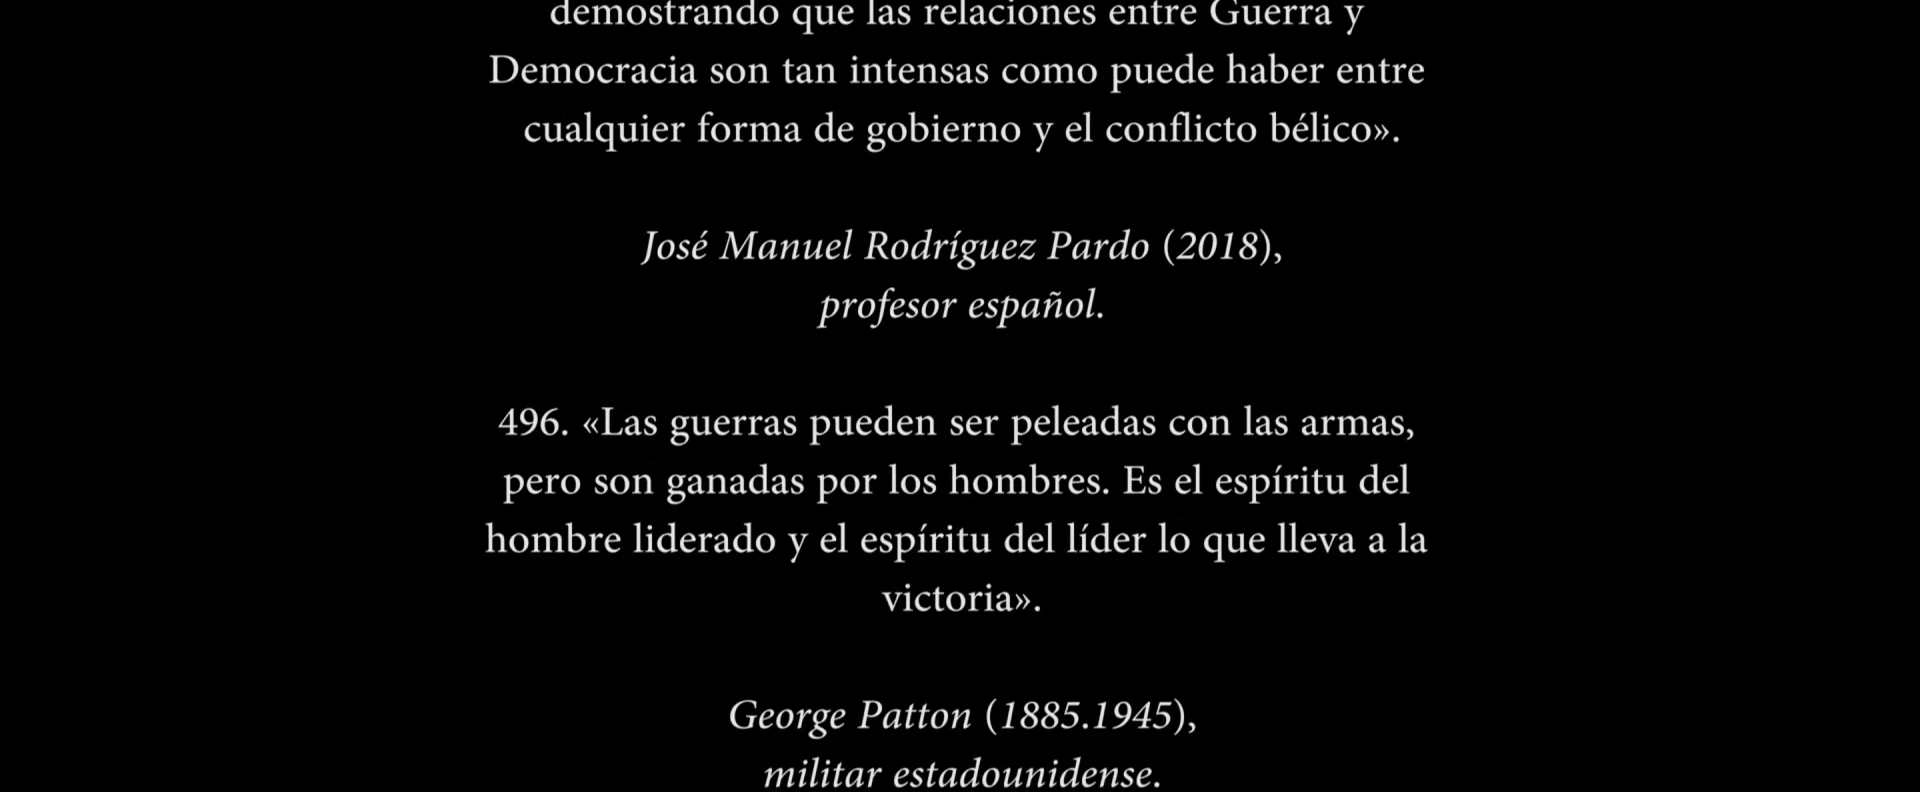 demostrando que las relaciones entre Guerra y
Democracia son tan intensas como puede haber entre
cualquier forma de gobierno y el conflicto bélico».
José Manuel Rodríguez Pardo (2018),
profesor español.
496. «Las guerras pueden ser peleadas con las armas,
pero son ganadas por los hombres. Es el espíritu del
hombre liderado y el espíritu del líder lo que lleva a la
victoria».
George Patton (1885.1945),
militar estadounidense.